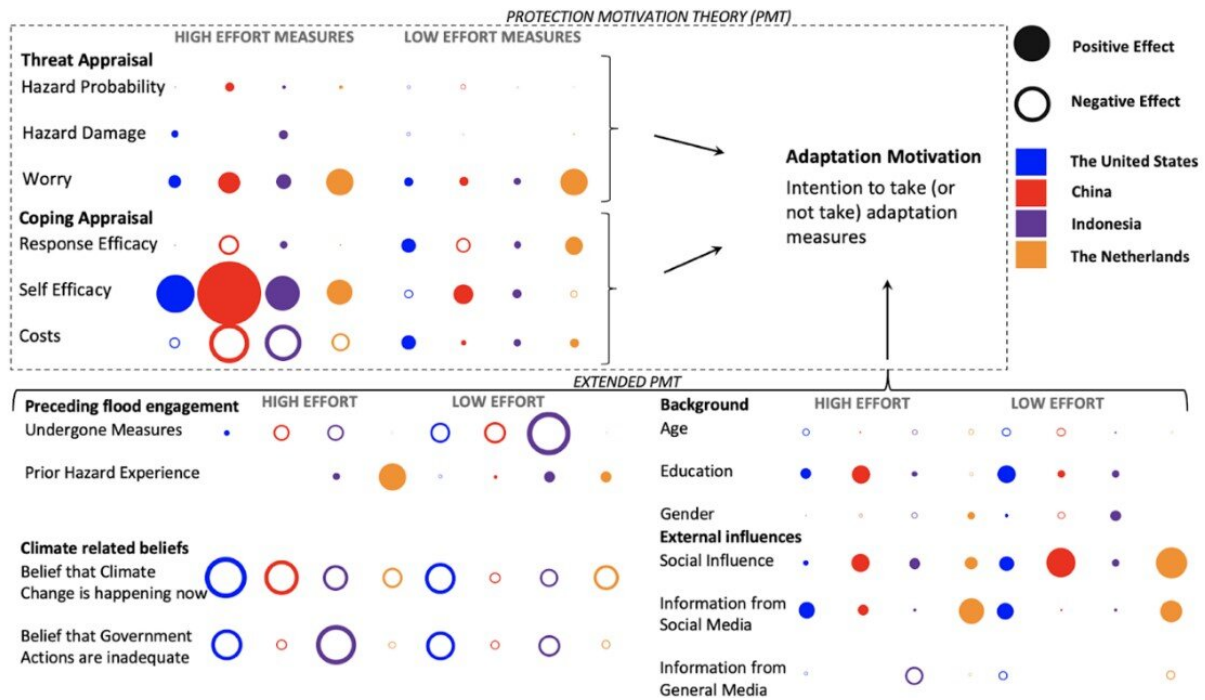 PROTECTION MOTIVATION THEORY (PMT)
HIGH EFFORT MEASURES
LOW EFFORT MEASURES
Threat Appraisal
Hazard Probability
Hazard Damage
Worry
Coping Appraisal
Response Efficacy
Self Efficacy
Costs
Adaptation Motivation
Intention to take (or
not take) adaptation
measures
Positive Effect
Negative Effect
The United States
China
Indonesia
The Netherlands
EXTENDED PMT
Preceding flood engagement
HIGH EFFORT
LOW EFFORT
Undergone Measures
Prior Hazard Experience
Climate related beliefs
Belief that Climate
Change is happening now
Belief that Government
Actions are inadequate
Background
HIGH EFFORT
LOW EFFORT
Age
Education
Gender
External influences
Social Influence
Information from
Social Media
Information from
General Media